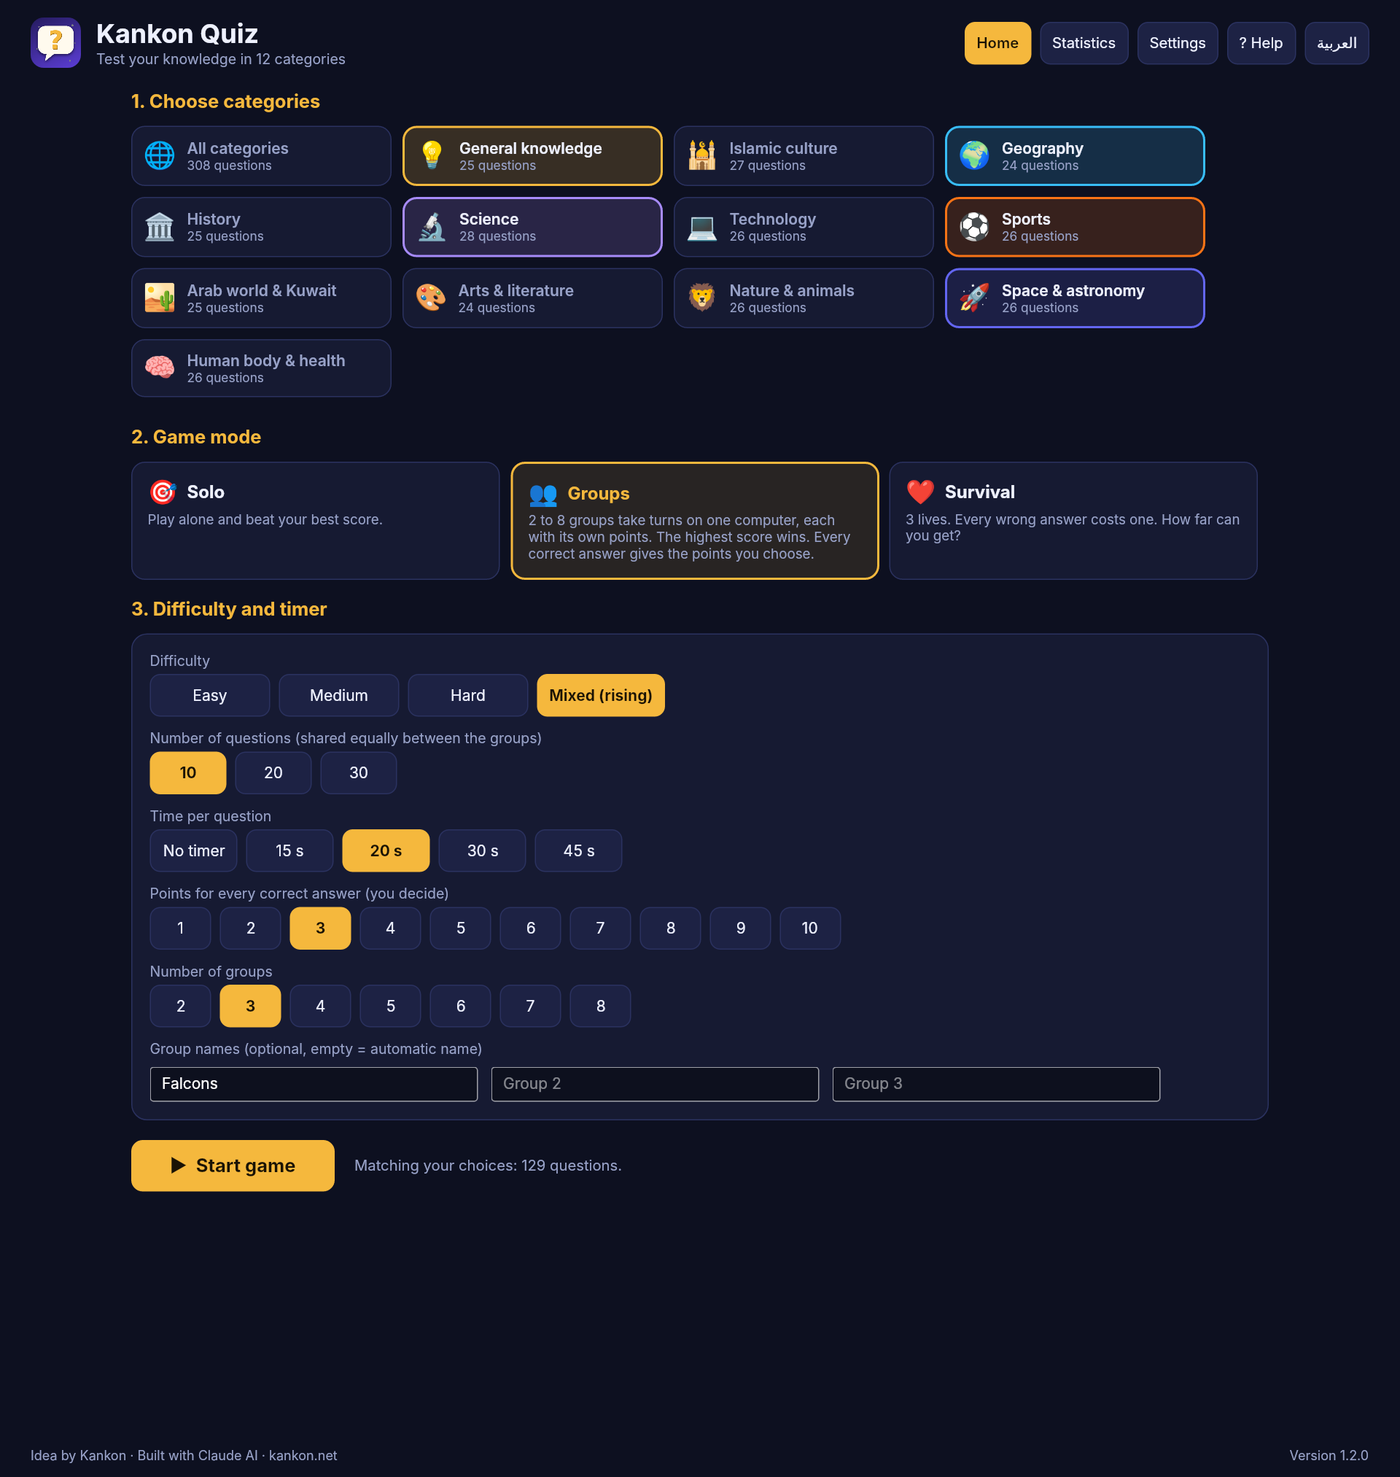 Kankon Quiz
Test your knowledge in 12 categories
Home
Statistics
Settings
? Help
العربية
1. Choose categories
All categories
308 questions
General knowledge
25 questions
Islamic culture
27 questions
Geography
24 questions
History
25 questions
Science
28 questions
Technology
26 questions
Sports
26 questions
Arab world & Kuwait
25 questions
Arts & literature
24 questions
Nature & animals
26 questions
Space & astronomy
26 questions
Human body & health
26 questions
2. Game mode
Solo
Play alone and beat your best score.
Groups
2 to 8 groups take turns on one computer, each
with its own points. The highest score wins. Every
correct answer gives the points you choose.
Survival
3 lives. Every wrong answer costs one. How far can
you get?
3. Difficulty and timer
Difficulty
Easy
Medium
Hard
Mixed (rising)
Number of questions (shared equally between the groups)
10
20
30
Time per question
No timer
15 s
20 s
30 s
45 s
Points for every correct answer (you decide)
1
2
3
4
5
6
7
8
9
10
Number of groups
2
3
4
5
6
7
8
Group names (optional, empty = automatic name)
Falcons
Group 2
Group 3
▶ Start game
Matching your choices: 129 questions.
Idea by Kankon · Built with Claude AI · kankon.net
Version 1.2.0